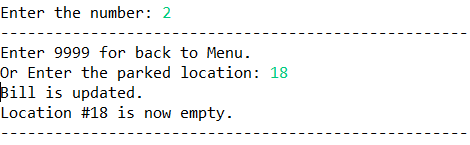 Enter the number: 2
----------------------------------------------------
Enter 9999 for back to Menu.
Or Enter the parked location: 18
Bill is updated.
Location #18 is now empty.
----------------------------------------------------